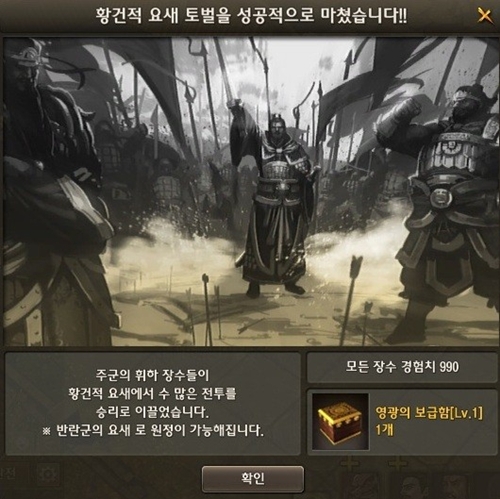 황건적 요새 토벌을 성공적으로 마쳤습니다!!
주군의 휘하 장수들이
황건적 요새에서 수 많은 전투를
승리로 이끌었습니다.
※ 반란군의 요새 로 원정이 가능해집니다.
모든 장수 경험치 990
영광의 보급함[Lv.1]
1개
확인